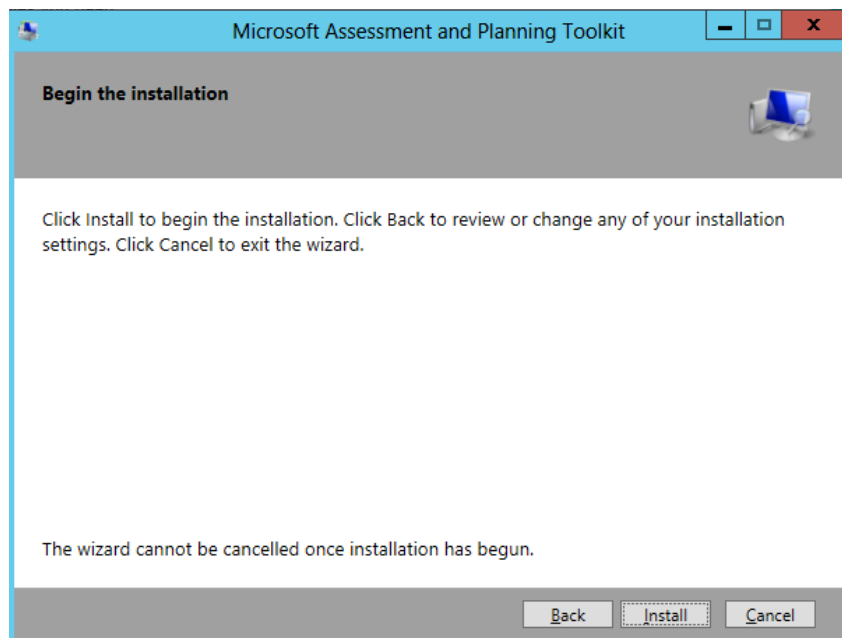 Microsoft Assessment and Planning Toolkit
Begin the installation
Click Install to begin the installation. Click Back to review or change any of your installation
settings. Click Cancel to exit the wizard.
The wizard cannot be cancelled once installation has begun.
Back Install Cancel